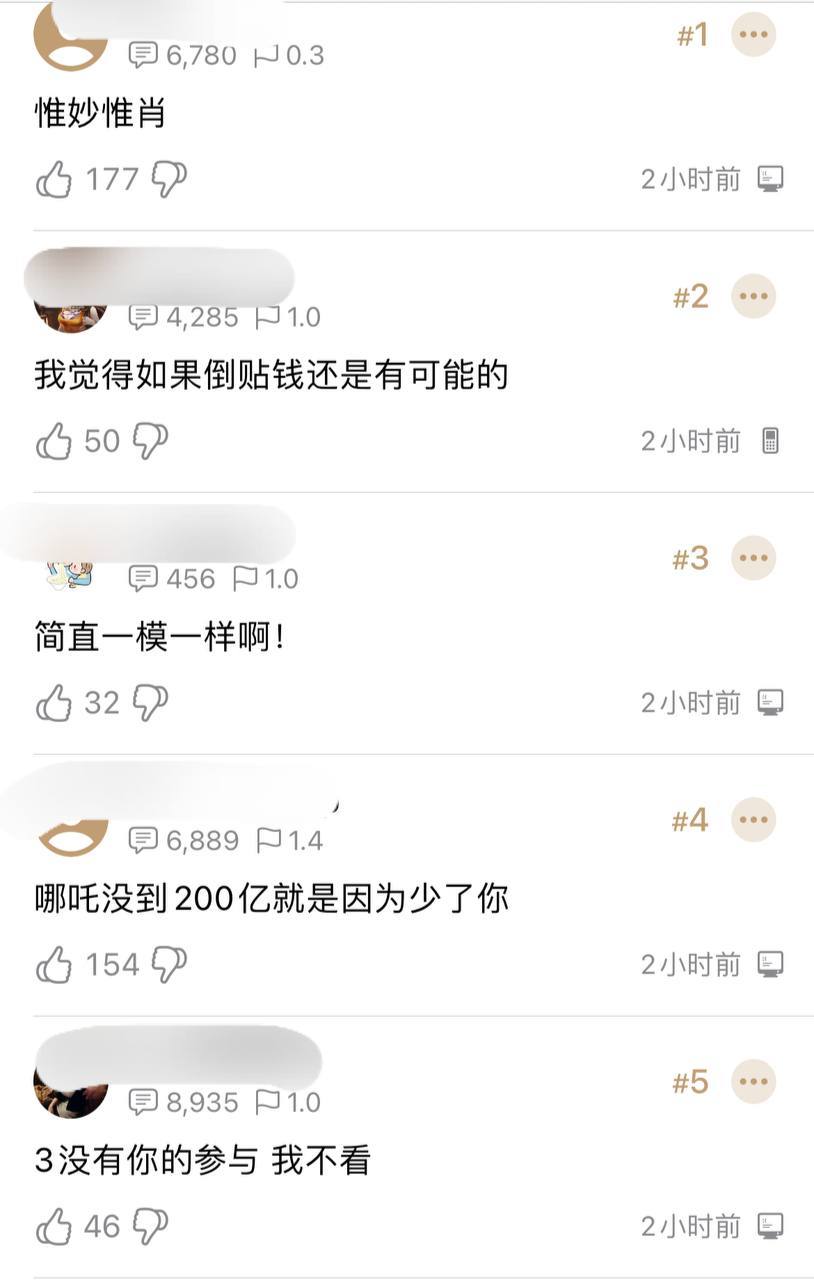 6,780 0.3 #1
惟妙惟肖
177 2小时前
4,285 1.0 #2
我觉得如果倒贴钱还是有可能的
50 2小时前
456 1.0 #3
简直一模一样啊!
32 2小时前
6,889 1.4 #4
哪吒没到200亿就是因为少了你
154 2小时前
8,935 1.0 #5
3没有你的参与 我不看
46 2小时前